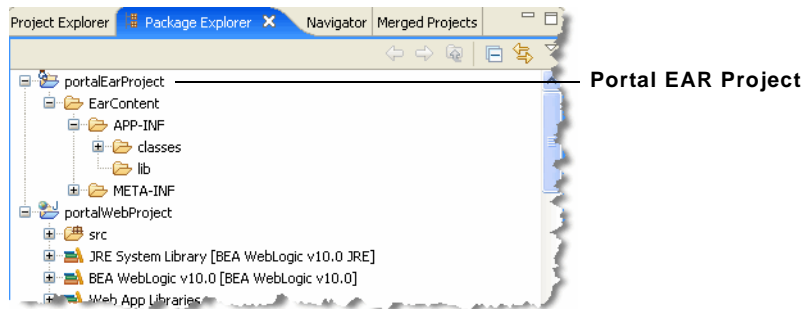 Project Explorer Package Explorer Navigator Merged Projects
portalEarProject Portal EAR Project
EarContent
APP-INF
classes
lib
META-INF
portalWebProject
src
JRE System Library [BEA WebLogic v10.0 JRE]
BEA WebLogic v10.0 [BEA WebLogic v10.0]
Web App Libraries